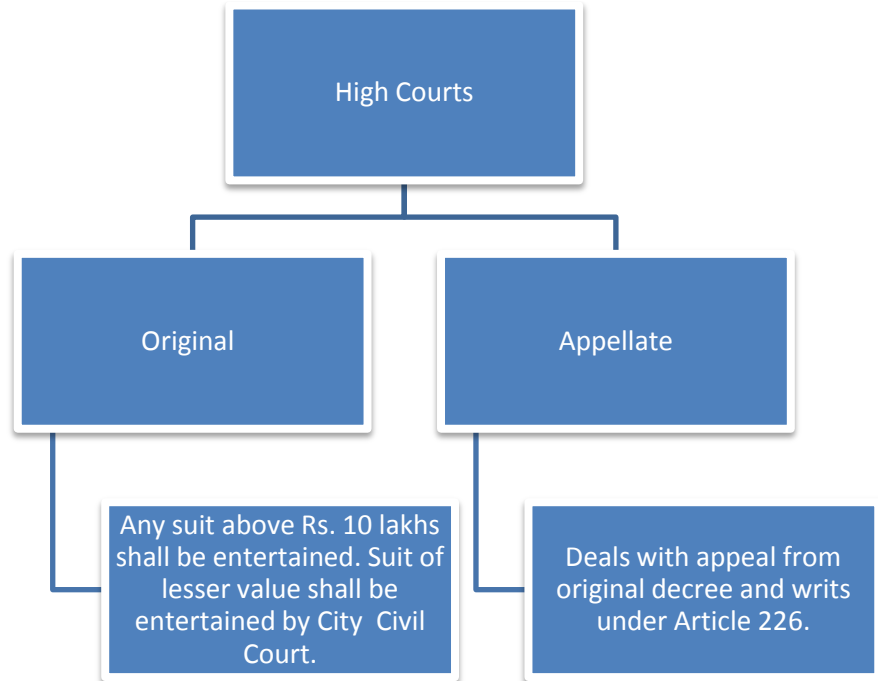 High Courts
Original
Appellate
Any suit above Rs. 10 lakhs
shall be entertained. Suit of
lesser value shall be
entertained by City Civil
Court.
Deals with appeal from
original decree and writs
under Article 226.